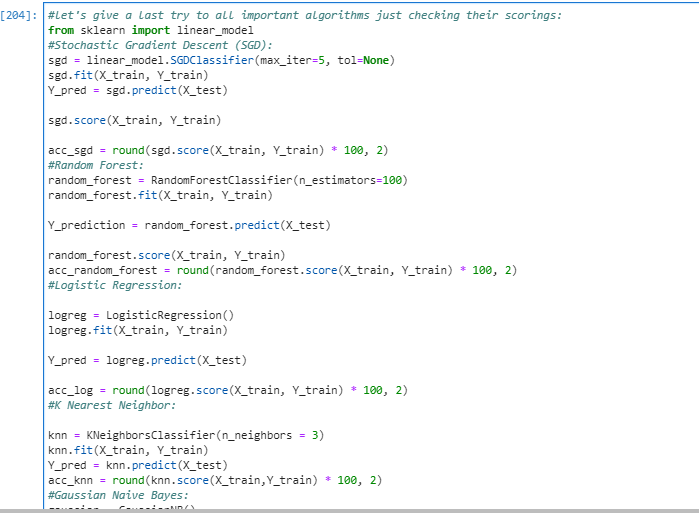 [204]: #let's give a last try to all important algorithms just checking their scorings:
from sklearn import linear_model
#Stochastic Gradient Descent (SGD):
sgd = linear_model.SGDClassifier(max_iter=5, tol=None)
sgd.fit(X_train, Y_train)
Y_pred = sgd.predict(X_test)
sgd.score(X_train, Y_train)
acc_sgd = round(sgd.score(X_train, Y_train) * 100, 2)
#Random Forest:
random_forest = RandomForestClassifier(n_estimators=100)
random_forest.fit(X_train, Y_train)
Y_prediction = random_forest.predict(X_test)
random_forest.score(X_train, Y_train)
acc_random_forest = round(random_forest.score(X_train, Y_train) * 100, 2)
#Logistic Regression:
logreg = LogisticRegression()
logreg.fit(X_train, Y_train)
Y_pred = logreg.predict(X_test)
acc_log = round(logreg.score(X_train, Y_train) * 100, 2)
#K Nearest Neighbor:
knn = KNeighborsClassifier(n_neighbors = 3)
knn.fit(X_train, Y_train)
Y_pred = knn.predict(X_test)
acc_knn = round(knn.score(X_train,Y_train) * 100, 2)
#Gaussian Naive Bayes: